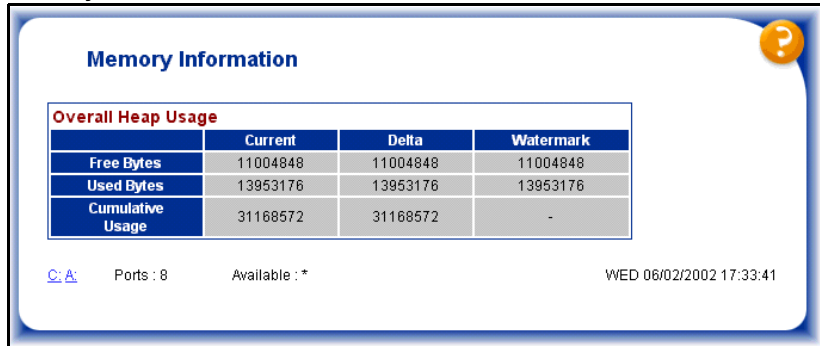 Memory Information
?
Overall Heap Usage
Current Delta Watermark
Free Bytes 11004848 11004848 11004848
Used Bytes 13953176 13953176 13953176
Cumulative Usage 31168572 31168572 -
C: A: Ports : 8 Available : * WED 06/02/2002 17:33:41